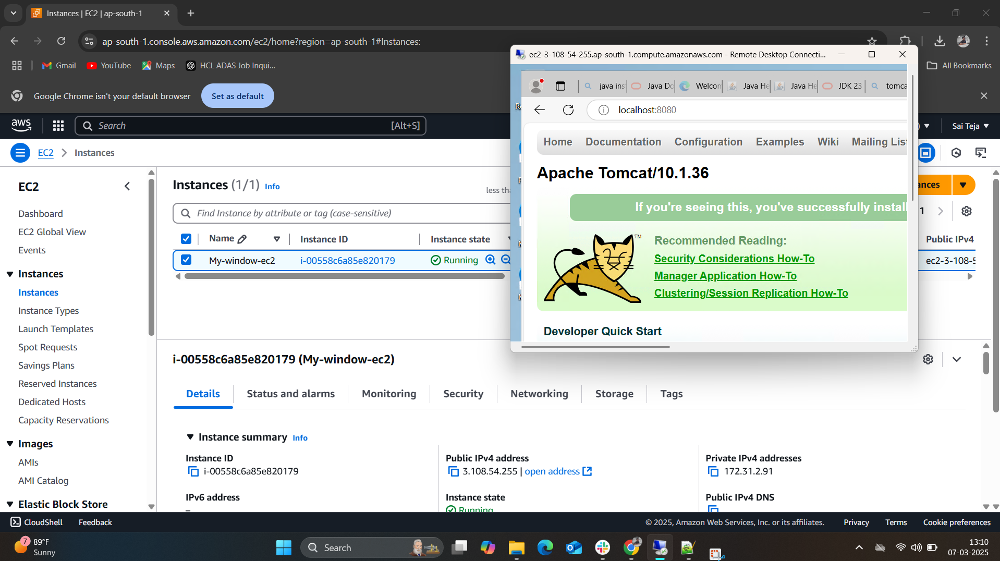 Instances | EC2 | ap-south-1
ap-south-1.console.aws.amazon.com/ec2/home?region=ap-south-1#Instances:
Gmail
YouTube
Maps
HCL ADAS Job Inqui...
All Bookmarks
Google Chrome isn't your default browser
Set as default
aws
Search
[Alt+S]
Sai Teja
EC2
Instances
ec2-3-108-54-255.ap-south-1.compute.amazonaws.com - Remote Desktop Connecti...
java ins
Java Do
Welcom
Java He
Java He
JDK 23
tomca
localhost:8080
Home
Documentation
Configuration
Examples
Wiki
Mailing List
Apache Tomcat/10.1.36
If you're seeing this, you've successfully install
TM
Recommended Reading:
Security Considerations How-To
Manager Application How-To
Clustering/Session Replication How-To
Developer Quick Start
EC2
Dashboard
EC2 Global View
Events
Instances
Instances
Instance Types
Launch Templates
Spot Requests
Savings Plans
Reserved Instances
Dedicated Hosts
Capacity Reservations
Images
AMIs
AMI Catalog
Elastic Block Store
Instances (1/1) Info
less tha
ances
Find Instance by attribute or tag (case-sensitive)
1
Name
Instance ID
Instance state
Public IPv4
My-window-ec2
i-00558c6a85e820179
Running
ec2-3-108-5
i-00558c6a85e820179 (My-window-ec2)
Details
Status and alarms
Monitoring
Security
Networking
Storage
Tags
Instance summary Info
Instance ID
i-00558c6a85e820179
Public IPv4 address
3.108.54.255 | open address
Private IPv4 addresses
172.31.2.91
IPv6 address
–
Instance state
Running
Public IPv4 DNS
CloudShell
Feedback
© 2025, Amazon Web Services, Inc. or its affiliates.
Privacy
Terms
Cookie preferences
7
89°F
Sunny
Search
13:10
07-03-2025